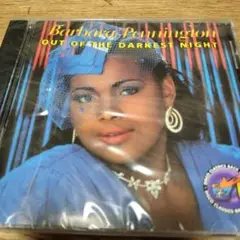 Barbara Pennington
OUT OF THE DARKEST NIGHT